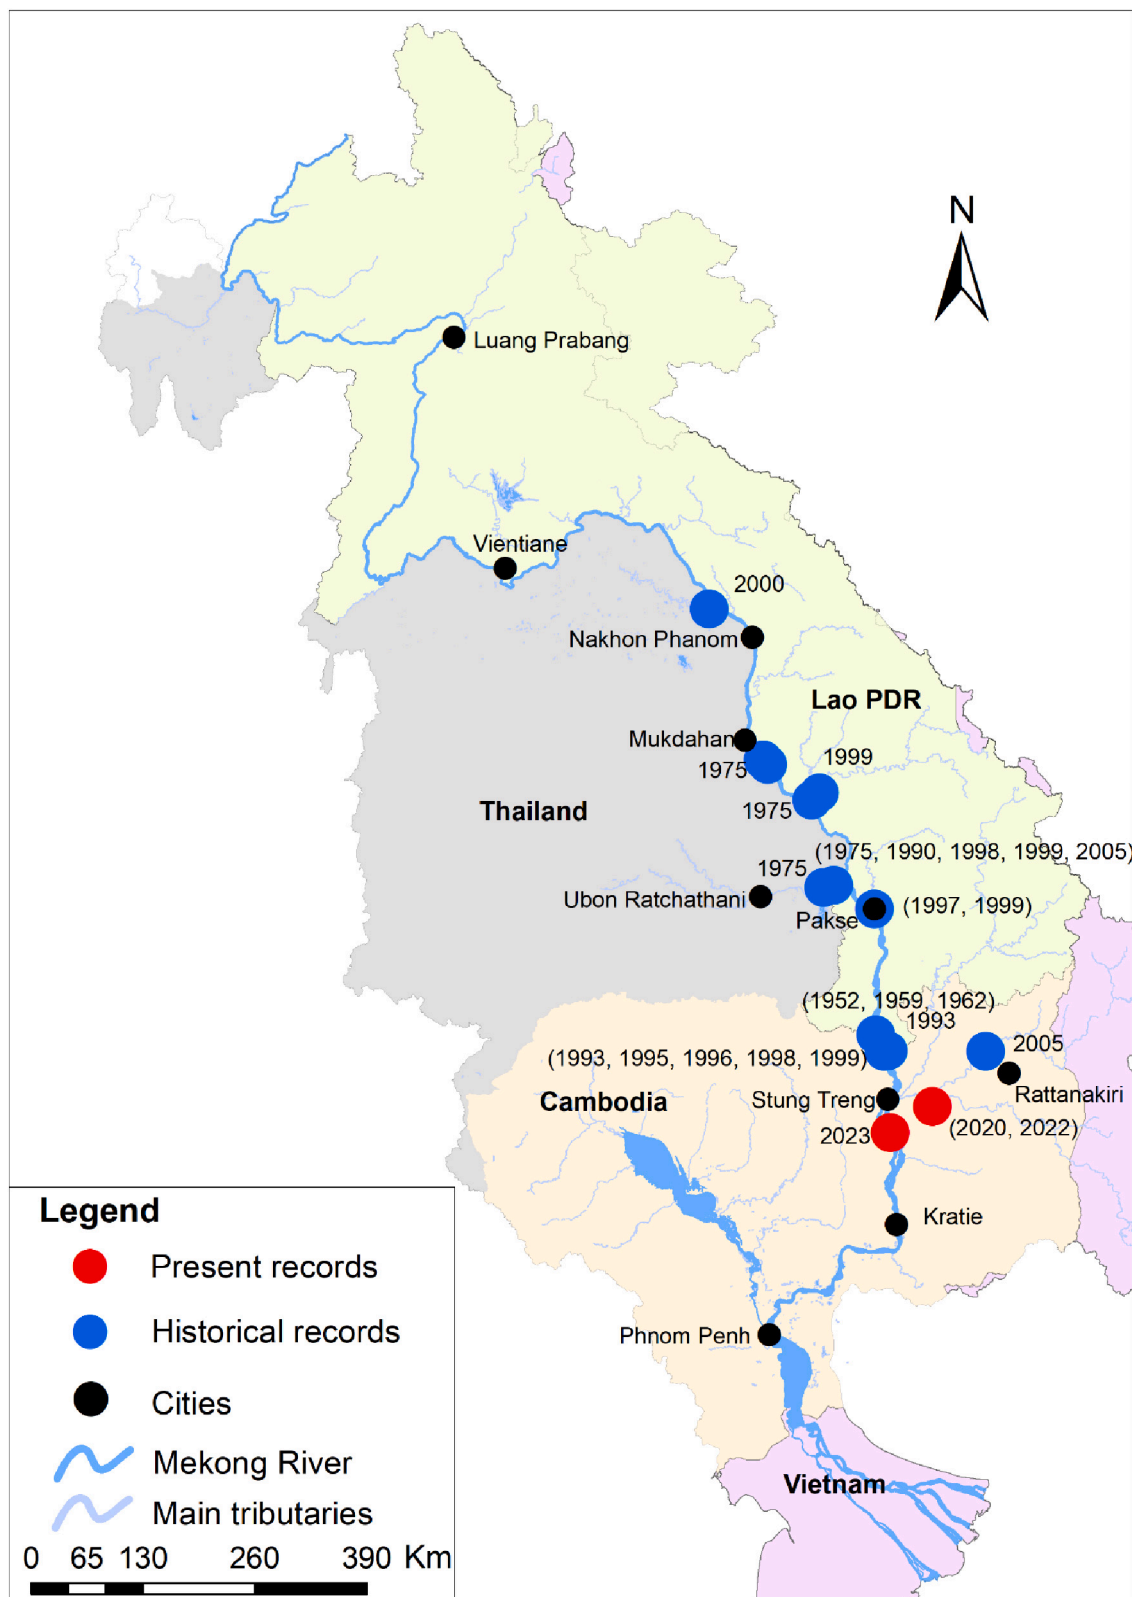 N
Luang Prabang
Vientiane
2000
Nakhon Phanom
Lao PDR
Mukdahan
1975
1999
1975
Thailand
(1975, 1990, 1998, 1999, 2005)
1975
Ubon Ratchathani
Pakse
(1997, 1999)
(1952, 1959, 1962)
1993
2005
(1993, 1995, 1996, 1998, 1999)
Rattanakiri
Cambodia
Stung Treng
(2020, 2022)
2023
Kratie
Phnom Penh
Vietnam
Legend
Present records
Historical records
Cities
Mekong River
Main tributaries
0 65 130 260 390 Km